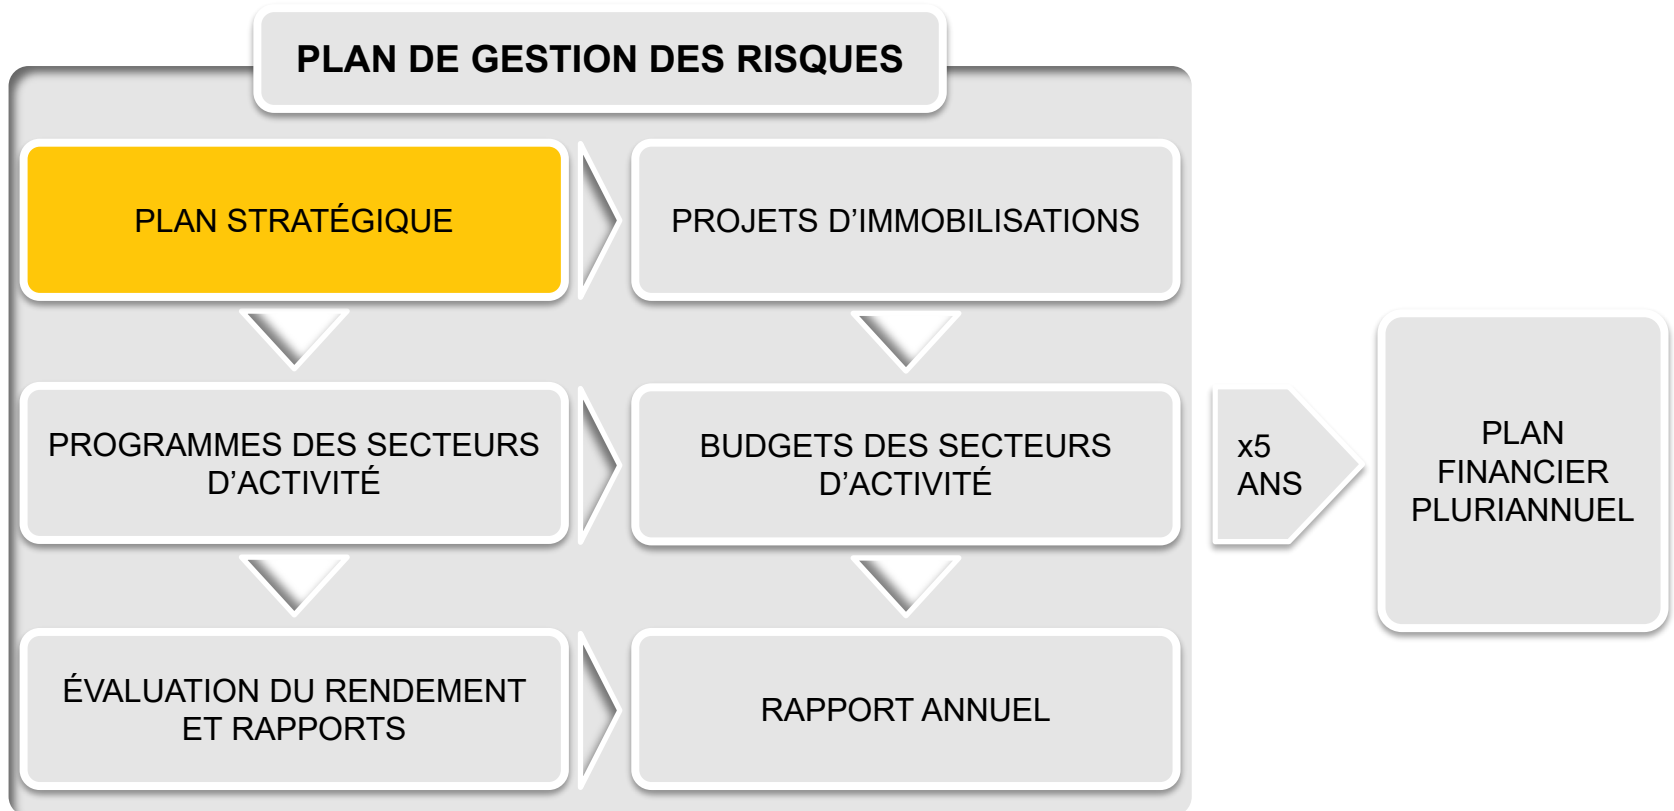 PLAN DE GESTION DES RISQUES
PLAN STRATÉGIQUE
PROJETS D’IMMOBILISATIONS
PROGRAMMES DES SECTEURS
D’ACTIVITÉ
BUDGETS DES SECTEURS
D’ACTIVITÉ
x5
ANS
PLAN
FINANCIER
PLURIANNUEL
ÉVALUATION DU RENDEMENT
ET RAPPORTS
RAPPORT ANNUEL